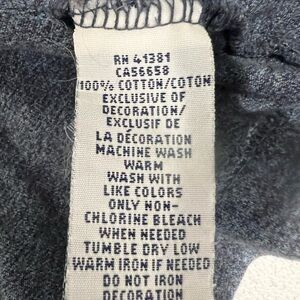 RN 41381
CA56658
100% COTTON/COTON
EXCLUSIVE OF
DECORATION/
EXCLUSIF DE
LA DÉCORATION
MACHINE WASH
WARM
WASH WITH
LIKE COLORS
ONLY NON-
CHLORINE BLEACH
WHEN NEEDED
TUMBLE DRY LOW
WARM IRON IF NEEDED
DO NOT IRON
DECORATION